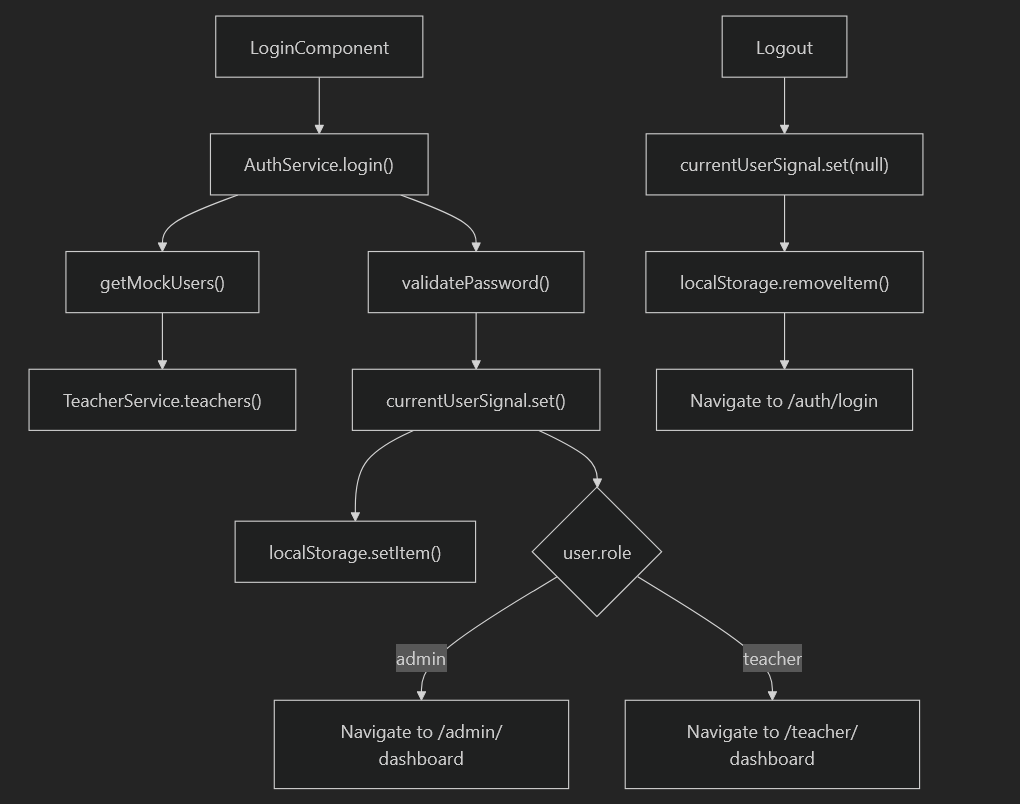 LoginComponent
Logout
AuthService.login()
currentUserSignal.set(null)
getMockUsers()
validatePassword()
localStorage.removeItem()
TeacherService.teachers()
currentUserSignal.set()
Navigate to /auth/login
localStorage.setItem()
user.role
admin
teacher
Navigate to /admin/
dashboard
Navigate to /teacher/
dashboard